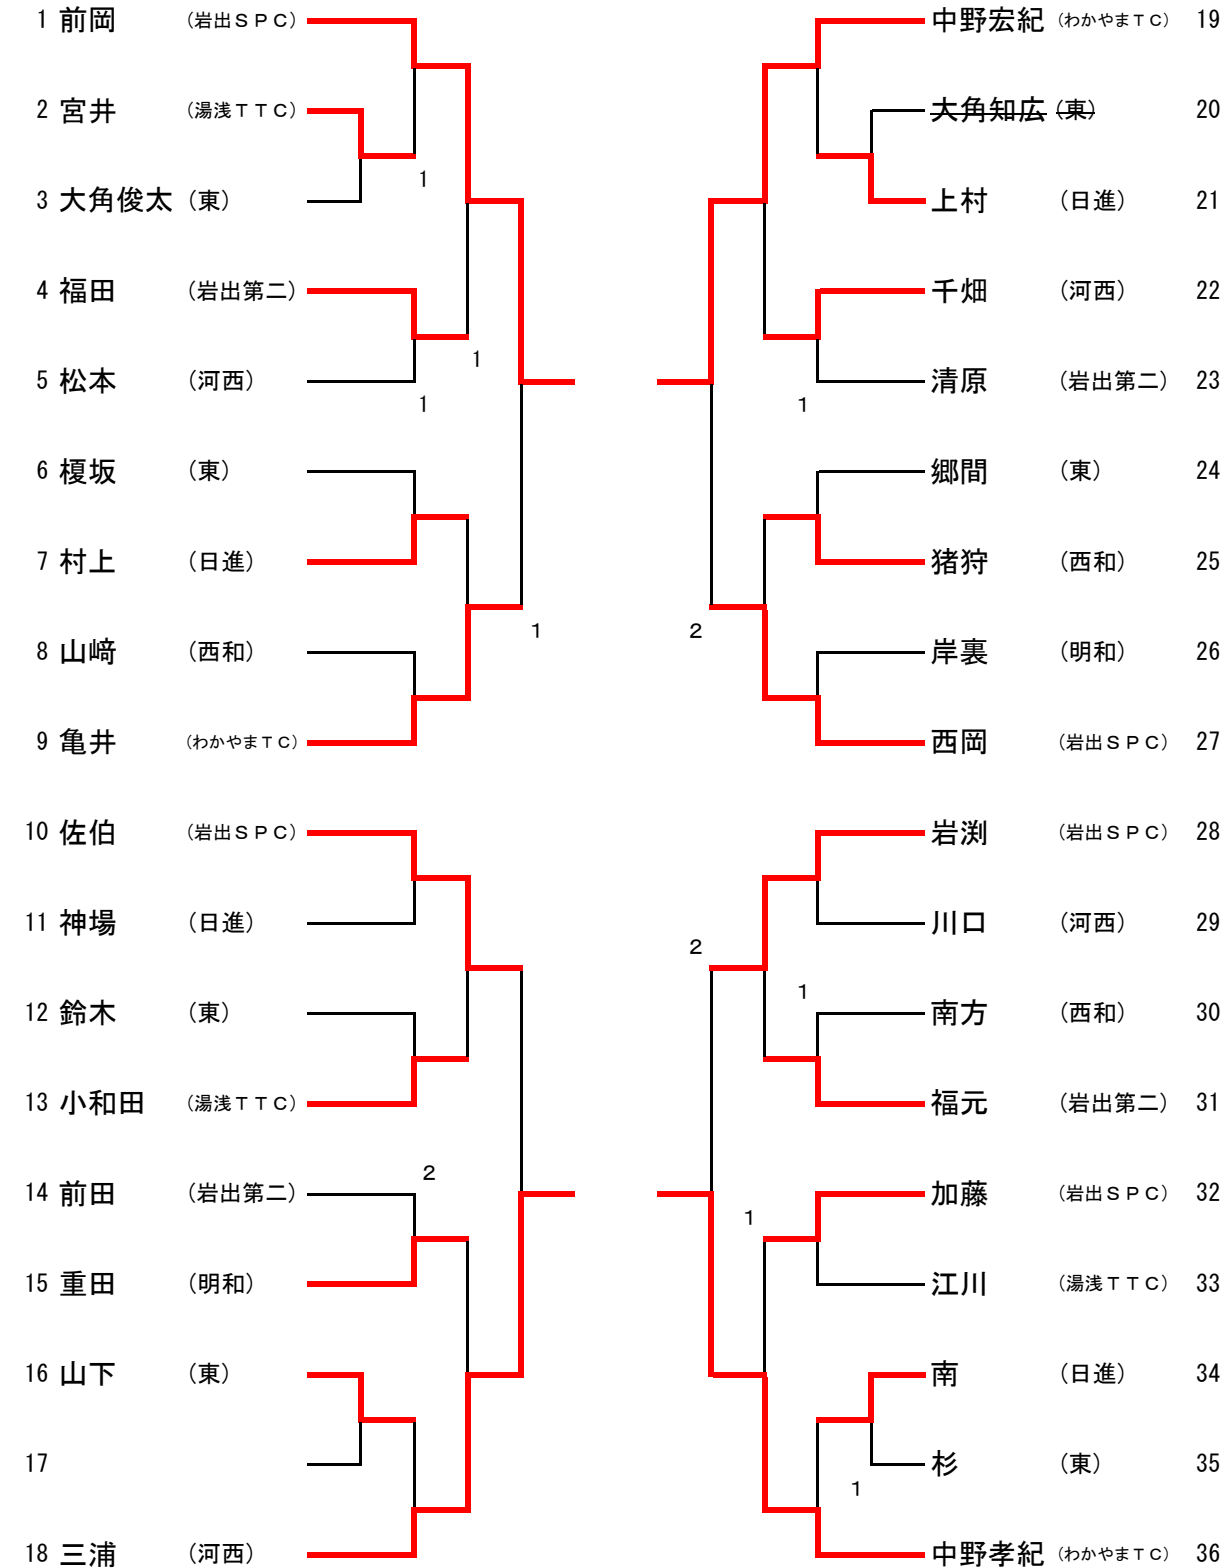 1 前岡 (岩出ＳＰＣ)
2 宮井 (湯浅ＴＴＣ)
1
3 大角俊太 (東)
4 福田 (岩出第二)
1
5 松本 (河西)
1
6 榎坂 (東)
7 村上 (日進)
1
8 山﨑 (西和)
9 亀井 (わかやまＴＣ)
10 佐伯 (岩出ＳＰＣ)
11 神場 (日進)
12 鈴木 (東)
13 小和田 (湯浅ＴＴＣ)
2
14 前田 (岩出第二)
15 重田 (明和)
16 山下 (東)
17
18 三浦 (河西)
中野宏紀 (わかやまＴＣ) 19
大角知広 (東) 20
上村 (日進) 21
千畑 (河西) 22
清原 (岩出第二) 23
1
郷間 (東) 24
猪狩 (西和) 25
2
岸裏 (明和) 26
西岡 (岩出ＳＰＣ) 27
岩渕 (岩出ＳＰＣ) 28
川口 (河西) 29
2
1
南方 (西和) 30
福元 (岩出第二) 31
加藤 (岩出ＳＰＣ) 32
1
江川 (湯浅ＴＴＣ) 33
南 (日進) 34
杉 (東) 35
1
中野孝紀 (わかやまＴＣ) 36